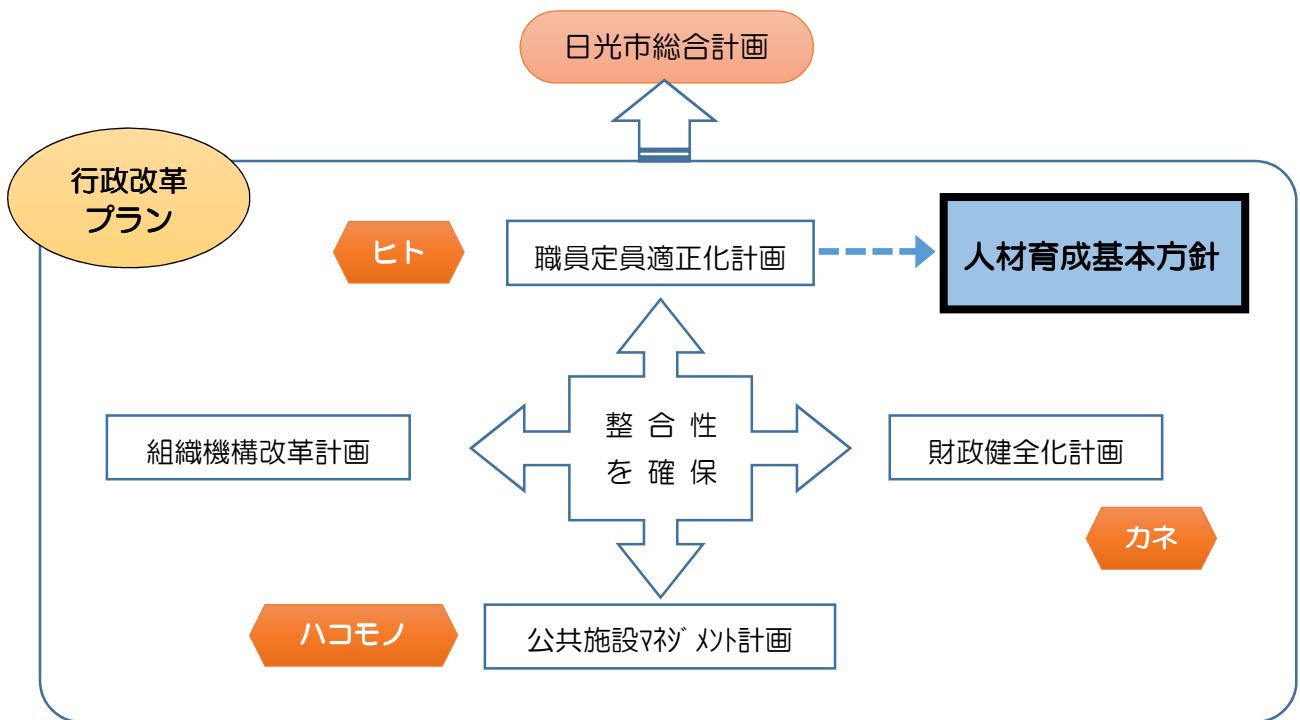 日光市総合計画
行政改革
プラン
ヒト
職員定員適正化計画
人材育成基本方針
組織機構改革計画
整合性
を確保
財政健全化計画
カネ
ハコモノ
公共施設ﾏﾈｼﾞﾒﾝﾄ計画